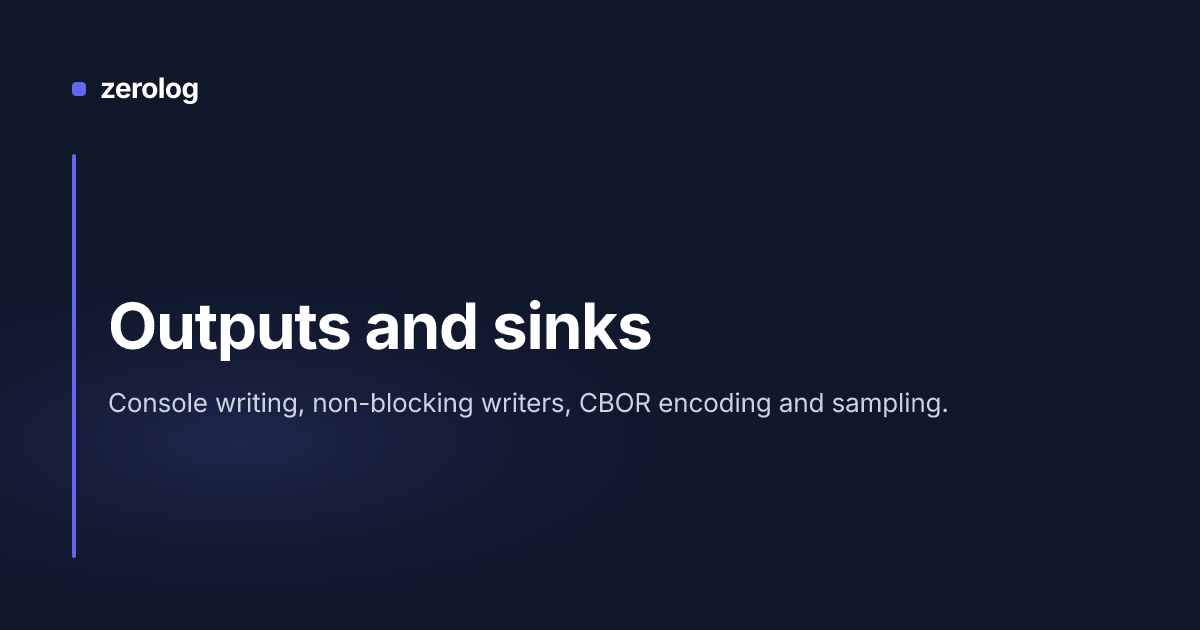 zerolog
Outputs and sinks
Console writing, non-blocking writers, CBOR encoding and sampling.